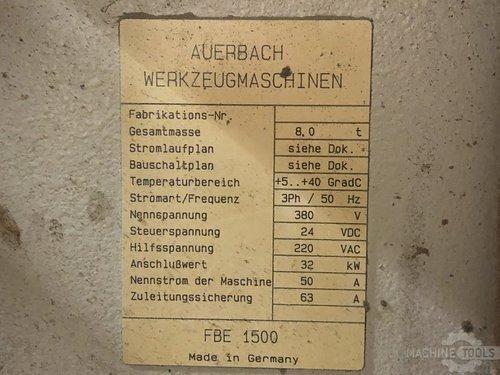 AUERBACH
WERKZEUGMASCHINEN
Fabrikations-Nr.
Gesamtmasse 8,0 t
Stromlaufplan siehe Dok.
Bauschaltplan siehe Dok.
Temperaturbereich +5..+40 GradC
Stromart/Frequenz 3Ph / 50 Hz
Nennspannung 380 V
Steuerspannung 24 VDC
Hilfsspannung 220 VAC
Anschlußwert 32 kW
Nennstrom der Maschine 50 A
Zuleitungssicherung 63 A
FBE 1500
Made in Germany
MACHINE TOOLS